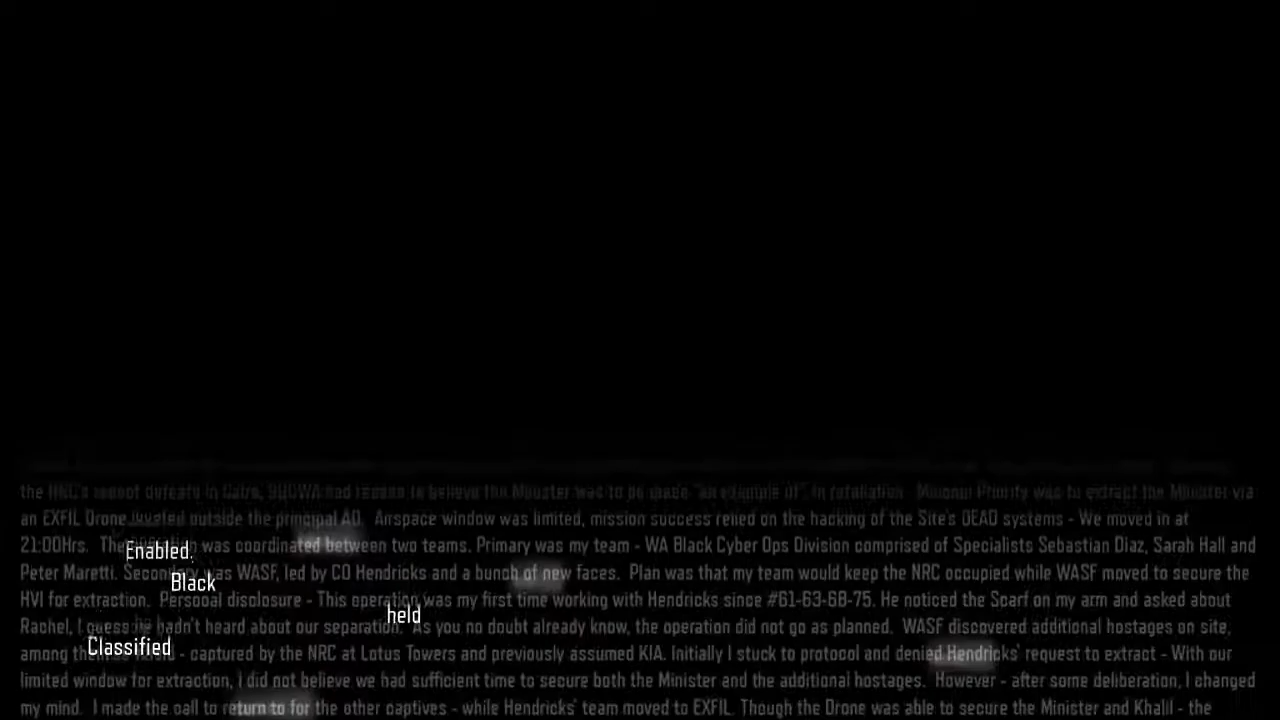 the NRC's recent defeats in Cairo, had reason to believe the Minister was to be made "an example of", in retaliation. Mission Priority was to extract the Minister via
an EXFIL Drone located outside the principal AO. Airspace window was limited, mission success relied on the hacking of the Site's DEAD systems - We moved in at
21:00Hrs. The was coordinated between two teams. Primary was my team - WA Black Cyber Ops Division comprised of Specialists Sebastian Diaz, Sarah Hall and
Enabled.
Peter Maretti. Secondary was WASF, led by CO Hendricks and a bunch of new faces. Plan was that my team would keep the NRC occupied while WASF moved to secure the
Black
HVI for extraction. Personal disclosure - This operation was my first time working with Hendricks since #61-63-6B-75. He noticed the Scarf on my arm and asked about
held
Rachel, I guess he hadn't heard about our separation. As you no doubt already know, the operation did not go as planned. WASF discovered additional hostages on site,
Classified
among - captured by the NRC at Lotus Towers and previously assumed KIA. Initially I stuck to protocol and denied Hendricks' request to extract - With our
limited window for extraction, I did not believe we had sufficient time to secure both the Minister and the additional hostages. However - after some deliberation, I changed
my mind. I made the call to return to for the other captives - while Hendricks' team moved to EXFIL. Though the Drone was able to secure the Minister and Khalil - the